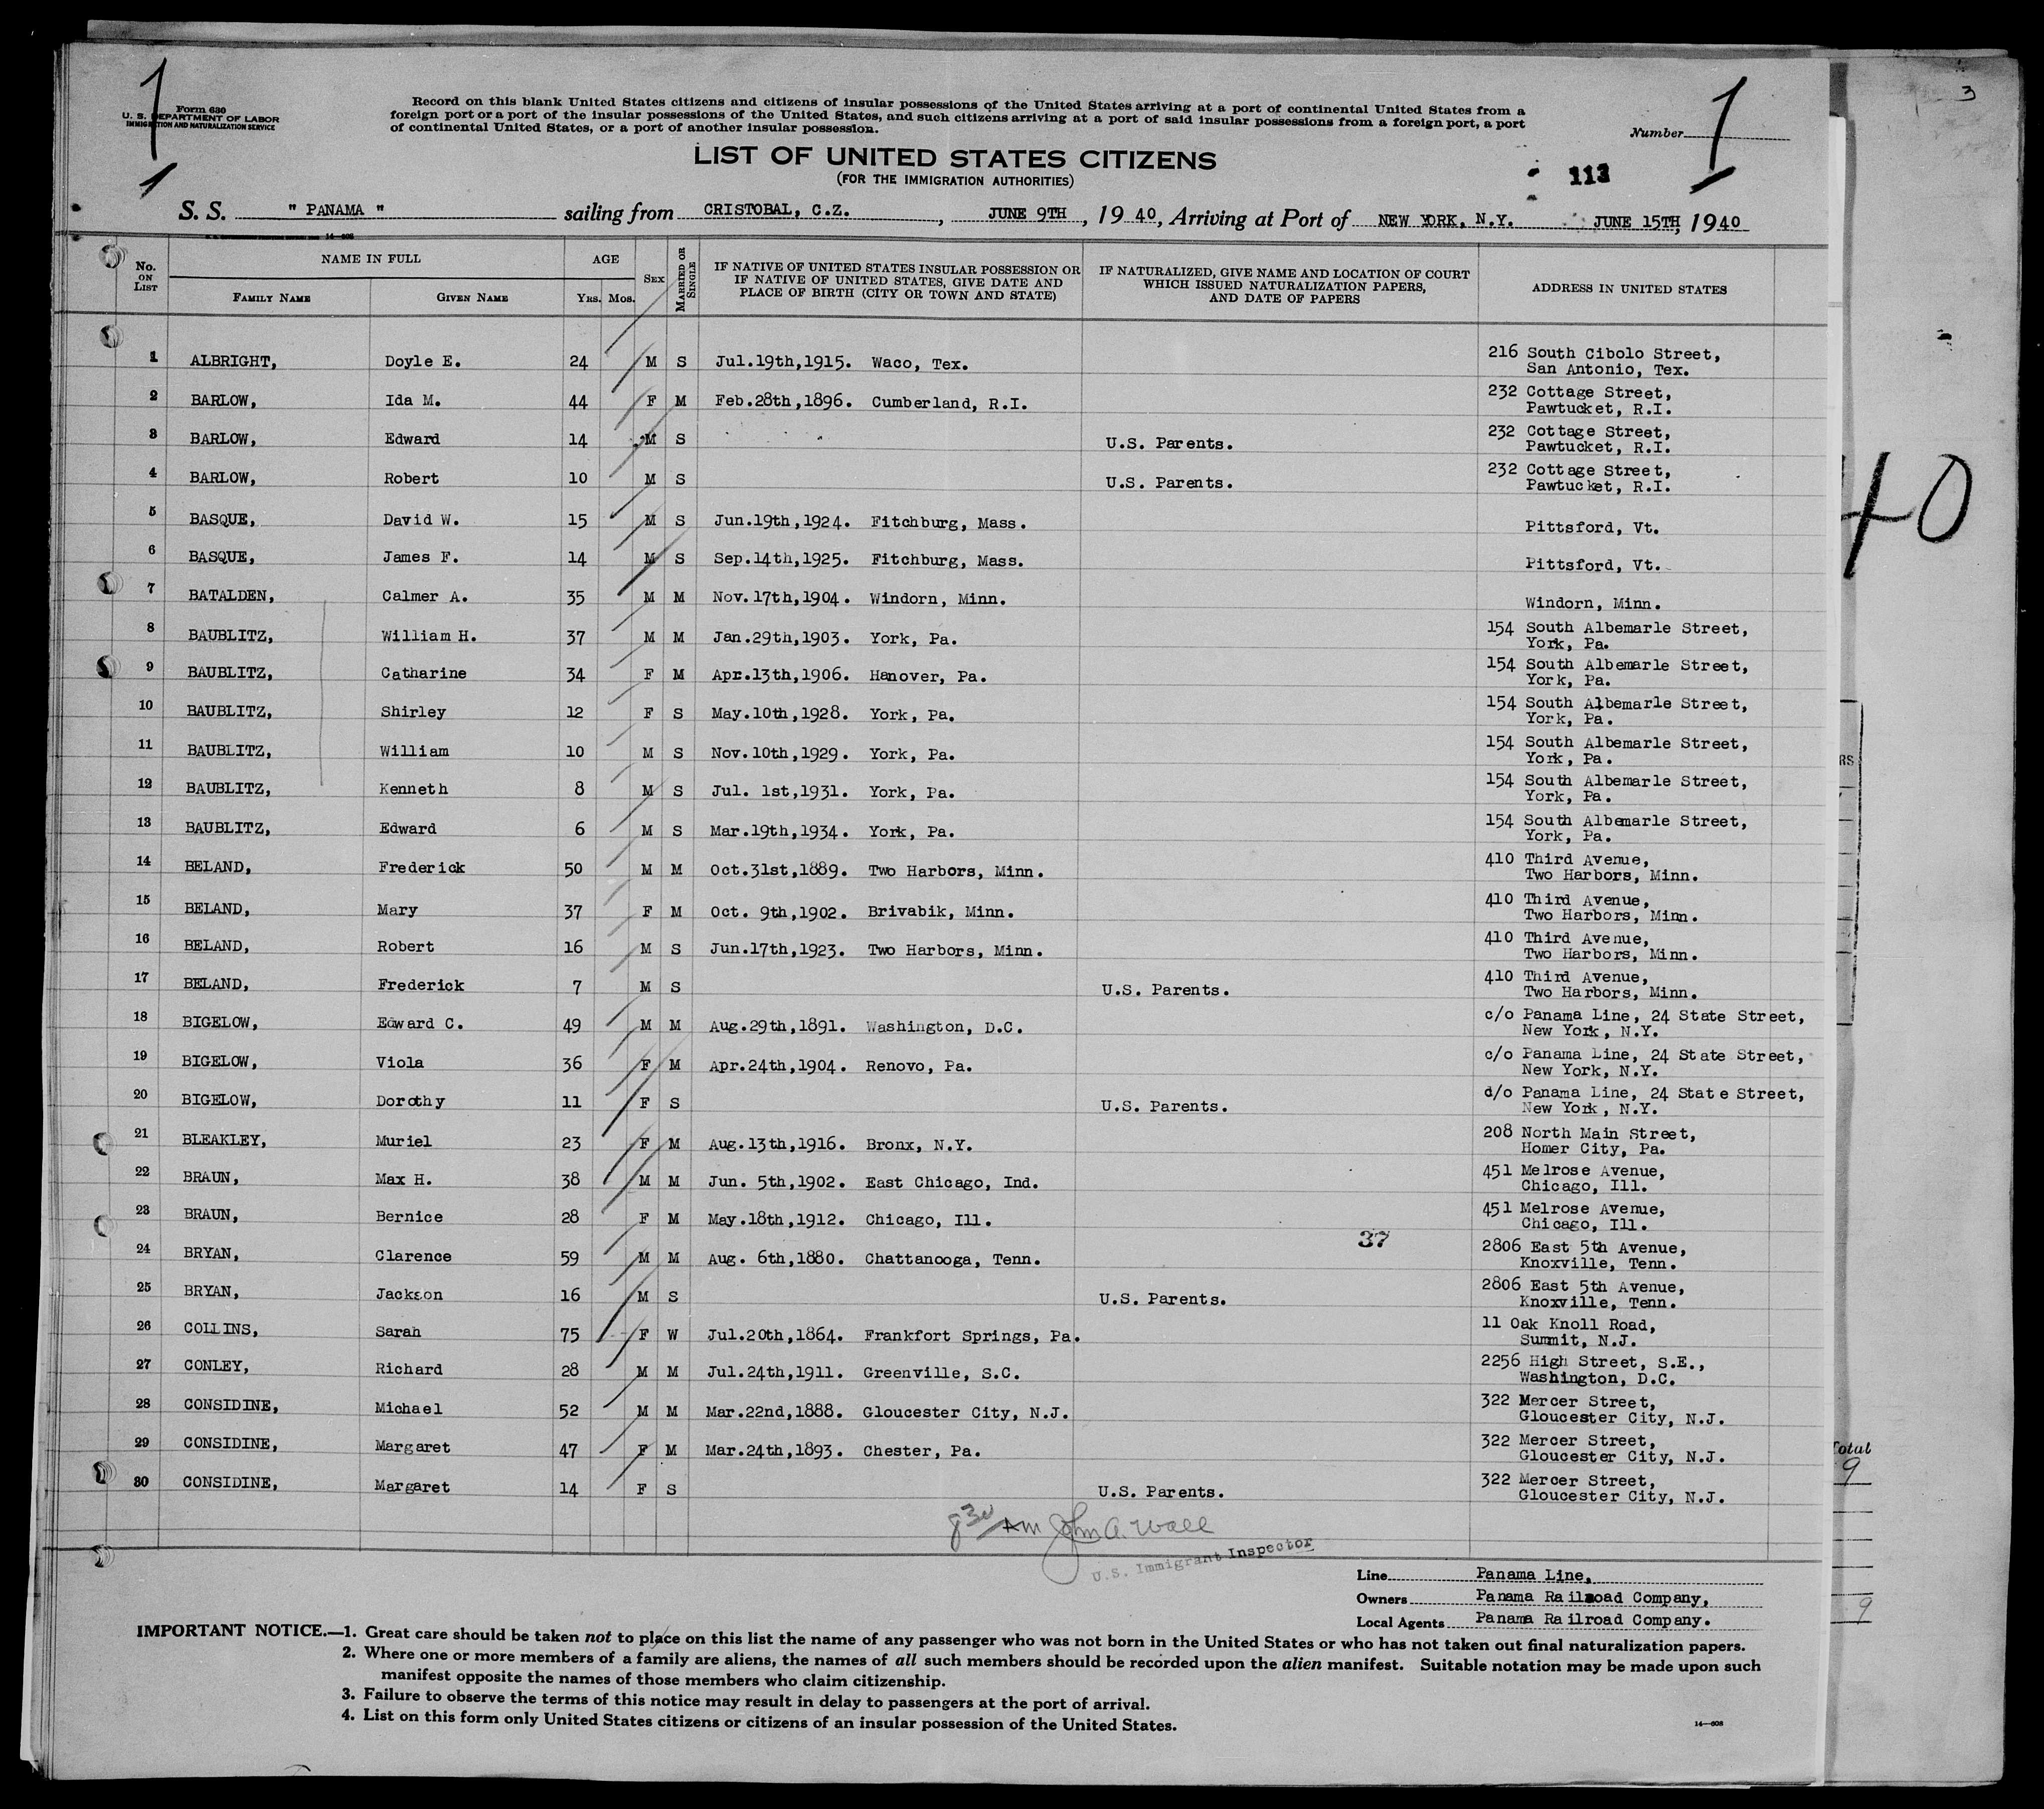 1
1
3
Form 630
U. S. DEPARTMENT OF LABOR
IMMIGRATION AND NATURALIZATION SERVICE
1
Record on this blank United States citizens and citizens of insular possessions of the United States arriving at a port of continental United States from a
foreign port or a port of the insular possessions of the United States, and such citizens arriving at a port of said insular possessions from a foreign port, a port
of continental United States, or a port of another insular possession.
Number
LIST OF UNITED STATES CITIZENS
(FOR THE IMMIGRATION AUTHORITIES)
113
S. S. " PANAMA " sailing from CRISTOBAL, C.Z. , JUNE 9TH , 19 40, Arriving at Port of NEW YORK, N.Y. JUNE 15TH, 1940
No. ON LIST NAME IN FULL AGE SEX MARRIED OR SINGLE IF NATIVE OF UNITED STATES INSULAR POSSESSION OR IF NATIVE OF UNITED STATES, GIVE DATE AND PLACE OF BIRTH (CITY OR TOWN AND STATE) IF NATURALIZED, GIVE NAME AND LOCATION OF COURT WHICH ISSUED NATURALIZATION PAPERS, AND DATE OF PAPERS ADDRESS IN UNITED STATES
FAMILY NAME GIVEN NAME YRS. MOS.
1 ALBRIGHT, Doyle E. 24 M S Jul.19th,1915. Waco, Tex. 216 South Cibolo Street,
San Antonio, Tex.
2 BARLOW, Ida M. 44 F M Feb.28th,1896. Cumberland, R.I. 232 Cottage Street,
Pawtucket, R.I.
3 BARLOW, Edward 14 M S U.S. Parents. 232 Cottage Street,
Pawtucket, R.I.
4 BARLOW, Robert 10 M S U.S. Parents. 232 Cottage Street,
Pawtucket, R.I.
5 BASQUE, David W. 15 M S Jun.19th,1924. Fitchburg, Mass. Pittsford, Vt.
6 BASQUE, James F. 14 M S Sep.14th,1925. Fitchburg, Mass. Pittsford, Vt.
7 BATALDEN, Calmer A. 35 M M Nov.17th,1904. Windorn, Minn. Windorn, Minn.
8 BAUBLITZ, William H. 37 M M Jan.29th,1903. York, Pa. 154 South Albemarle Street,
York, Pa.
9 BAUBLITZ, Catharine 34 F M Apr.13th,1906. Hanover, Pa. 154 South Albemarle Street,
York, Pa.
10 BAUBLITZ, Shirley 12 F S May.10th,1928. York, Pa. 154 South Albemarle Street,
York, Pa.
11 BAUBLITZ, William 10 M S Nov.10th,1929. York, Pa. 154 South Albemarle Street,
York, Pa.
12 BAUBLITZ, Kenneth 8 M S Jul. 1st,1931. York, Pa. 154 South Albemarle Street,
York, Pa.
13 BAUBLITZ, Edward 6 M S Mar.19th,1934. York, Pa. 154 South Albemarle Street,
York, Pa.
14 BELAND, Frederick 50 M M Oct.31st,1889. Two Harbors, Minn. 410 Third Avenue,
Two Harbors, Minn.
15 BELAND, Mary 37 F M Oct. 9th,1902. Brivabik, Minn. 410 Third Avenue,
Two Harbors, Minn.
16 BELAND, Robert 16 M S Jun.17th,1923. Two Harbors, Minn. 410 Third Avenue,
Two Harbors, Minn.
17 BELAND, Frederick 7 M S U.S. Parents. 410 Third Avenue,
Two Harbors, Minn.
18 BIGELOW, Edward C. 49 M M Aug.29th,1891. Washington, D.C. c/o Panama Line, 24 State Street,
New York, N.Y.
19 BIGELOW, Viola 36 F M Apr.24th,1904. Renovo, Pa. c/o Panama Line, 24 State Street,
New York, N.Y.
20 BIGELOW, Dorothy 11 F S U.S. Parents. d/o Panama Line, 24 State Street,
New York, N.Y.
21 BLEAKLEY, Muriel 23 F M Aug.13th,1916. Bronx, N.Y. 208 North Main Street,
Homer City, Pa.
22 BRAUN, Max H. 38 M M Jun. 5th,1902. East Chicago, Ind. 451 Melrose Avenue,
Chicago, Ill.
23 BRAUN, Bernice 28 F M May.18th,1912. Chicago, Ill. 451 Melrose Avenue,
Chicago, Ill.
37
24 BRYAN, Clarence 59 M M Aug. 6th,1880. Chattanooga, Tenn. 2806 East 5th Avenue,
Knoxville, Tenn.
25 BRYAN, Jackson 16 M S U.S. Parents. 2806 East 5th Avenue,
Knoxville, Tenn.
26 COLLINS, Sarah 75 F W Jul.20th,1864. Frankfort Springs, Pa. 11 Oak Knoll Road,
Summit, N.J.
27 CONLEY, Richard 28 M M Jul.24th,1911. Greenville, S.C. 2256 High Street, S.E.,
Washington, D.C.
28 CONSIDINE, Michael 52 M M Mar.22nd,1888. Gloucester City, N.J. 322 Mercer Street,
Gloucester City, N.J.
29 CONSIDINE, Margaret 47 F M Mar.24th,1893. Chester, Pa. 322 Mercer Street,
Gloucester City, N.J.
30 CONSIDINE, Margaret 14 F S U.S. Parents. 322 Mercer Street,
Gloucester City, N.J.
40
RS
Total
9
9
830 AM John A. Wall
U.S. Immigrant Inspector
Line Panama Line,
Owners Panama Railroad Company,
Local Agents Panama Railroad Company.
IMPORTANT NOTICE.—1. Great care should be taken not to place on this list the name of any passenger who was not born in the United States or who has not taken out final naturalization papers.
2. Where one or more members of a family are aliens, the names of all such members should be recorded upon the alien manifest. Suitable notation may be made upon such
manifest opposite the names of those members who claim citizenship.
3. Failure to observe the terms of this notice may result in delay to passengers at the port of arrival.
4. List on this form only United States citizens or citizens of an insular possession of the United States.
14—608